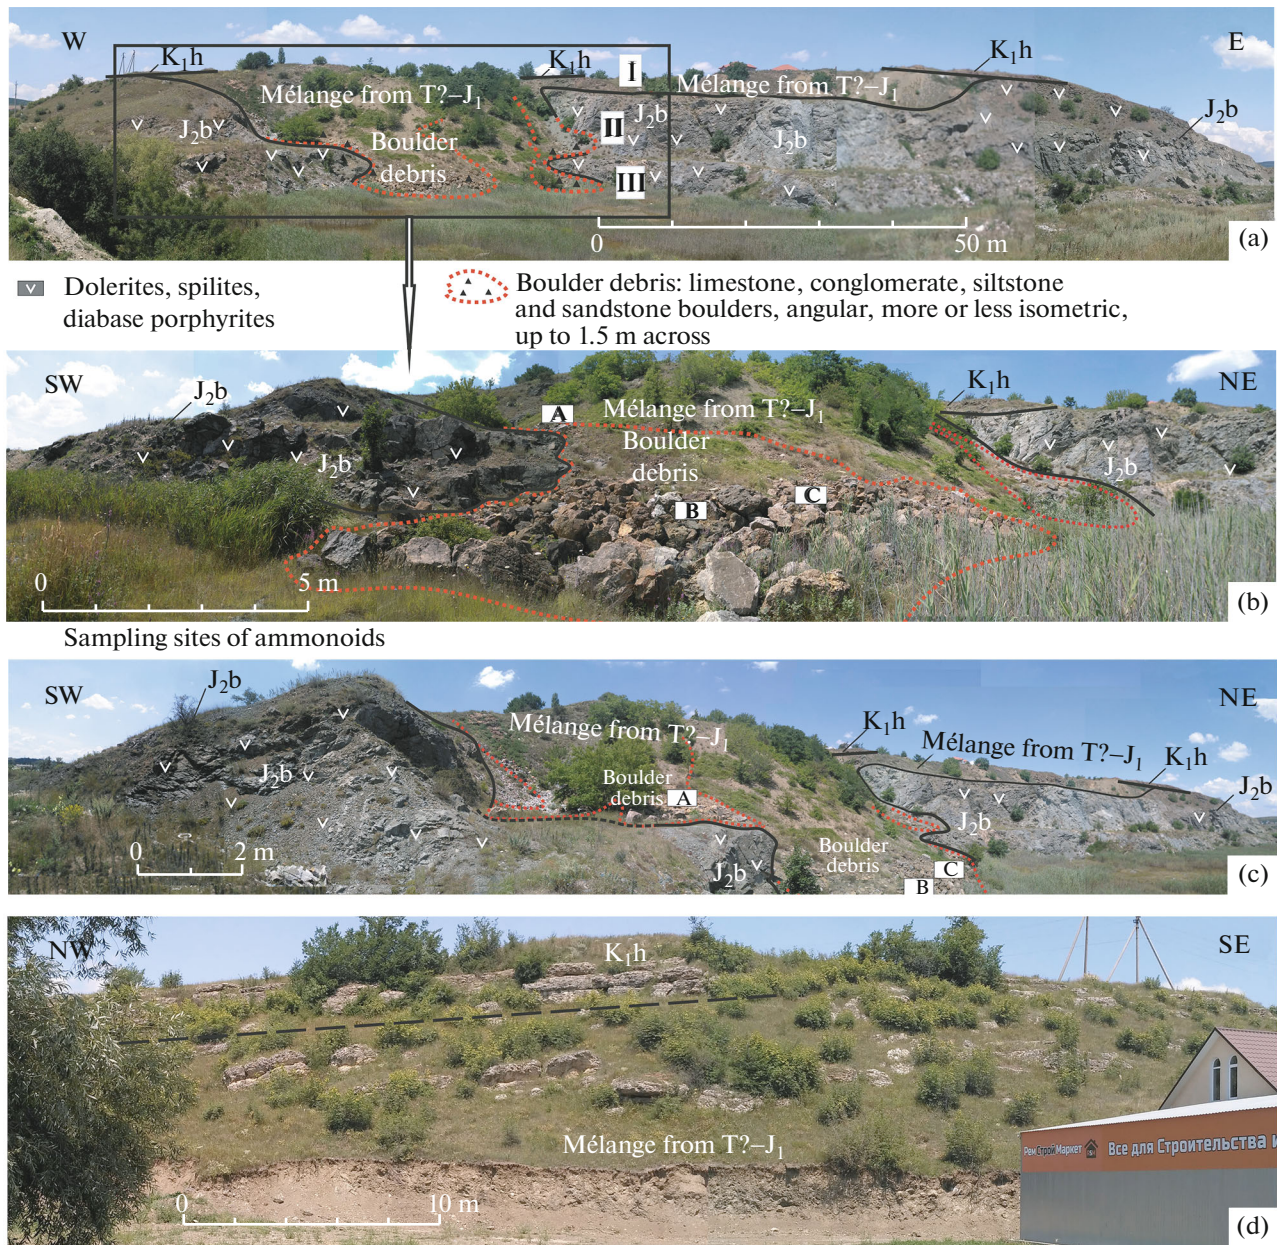 W
E
K₁h
K₁h
I
K₁h
Mélange from T?–J₁
Mélange from T?–J₁
J₂b
J₂b
J₂b
J₂b
II
Boulder
debris
III
0
50 m
(a)
Dolerites, spilites,
diabase porphyrites
Boulder debris: limestone, conglomerate, siltstone
and sandstone boulders, angular, more or less isometric,
up to 1.5 m across
SW
NE
J₂b
K₁h
A
Mélange from T?–J₁
Boulder
debris
J₂b
J₂b
B
C
0
5 m
(b)
Sampling sites of ammonoids
SW
NE
J₂b
Mélange from T?–J₁
K₁h
Mélange from T?–J₁
K₁h
J₂b
J₂b
Boulder
debris
A
J₂b
Boulder
debris
J₂b
C
B
0
2 m
(c)
NW
SE
K₁h
Mélange from T?–J₁
РемСтройМаркет
Все для Строительства и
0
10 m
(d)